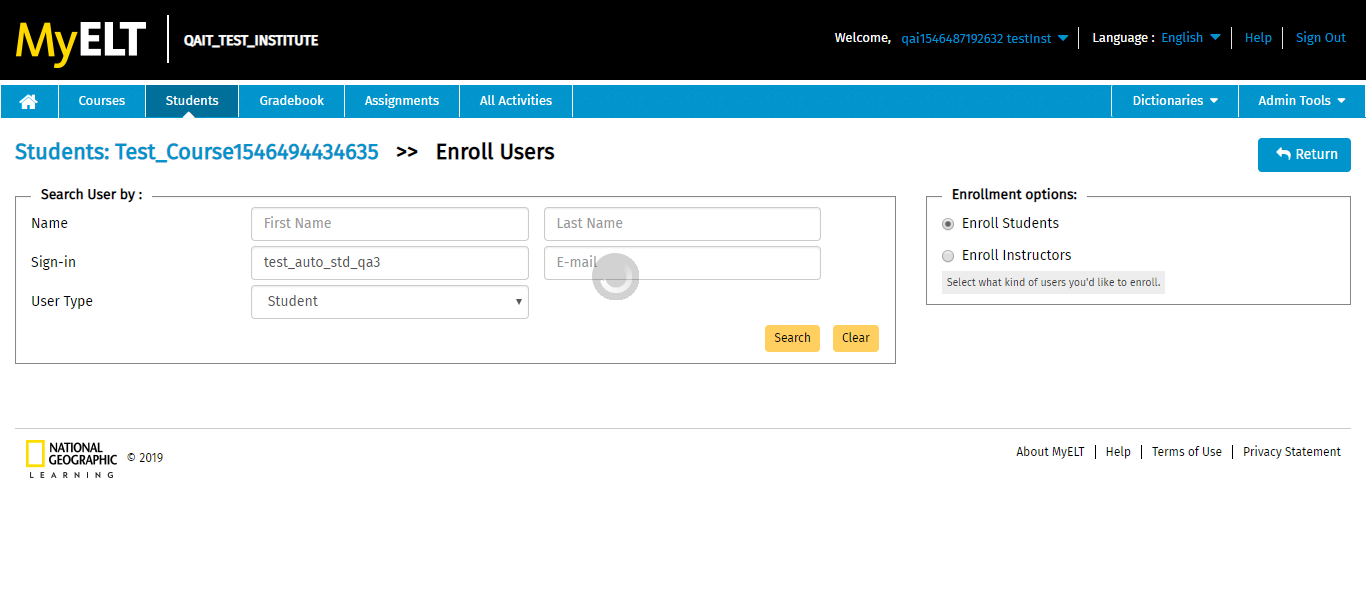 MyELT QAIT_TEST_INSTITUTE Welcome, qai1546487192632 testInst Language : English Help Sign Out
Courses Students Gradebook Assignments All Activities Dictionaries Admin Tools
Students: Test_Course1546494434635 >> Enroll Users Return
Search User by : Enrollment options:
Name First Name Last Name Enroll Students
Sign-in test_auto_std_qa3 E-mail Enroll Instructors
Select what kind of users you'd like to enroll.
User Type Student
Search Clear
NATIONAL
GEOGRAPHIC
LEARNING
© 2019 About MyELT Help Terms of Use Privacy Statement